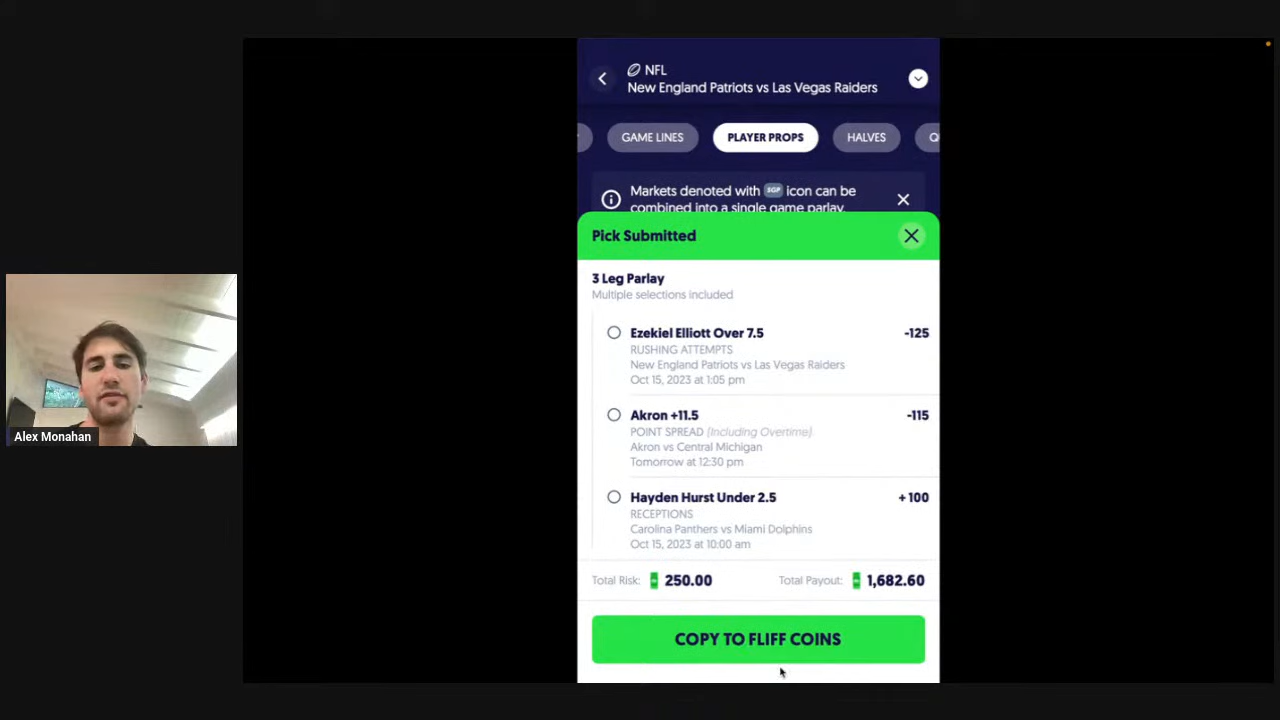 NFL
New England Patriots vs Las Vegas Raiders
GAME LINES
PLAYER PROPS
HALVES
Markets denoted with SGP icon can be
combined into a single game parlay.
Pick Submitted
3 Leg Parlay
Multiple selections included
Ezekiel Elliott Over 7.5 -125
RUSHING ATTEMPTS
New England Patriots vs Las Vegas Raiders
Oct 15, 2023 at 1:05 pm
Akron +11.5 -115
POINT SPREAD (Including Overtime)
Akron vs Central Michigan
Tomorrow at 12:30 pm
Hayden Hurst Under 2.5 +100
RECEPTIONS
Carolina Panthers vs Miami Dolphins
Oct 15, 2023 at 10:00 am
Total Risk: 250.00 Total Payout: 1,682.60
COPY TO FLIFF COINS
Alex Monahan